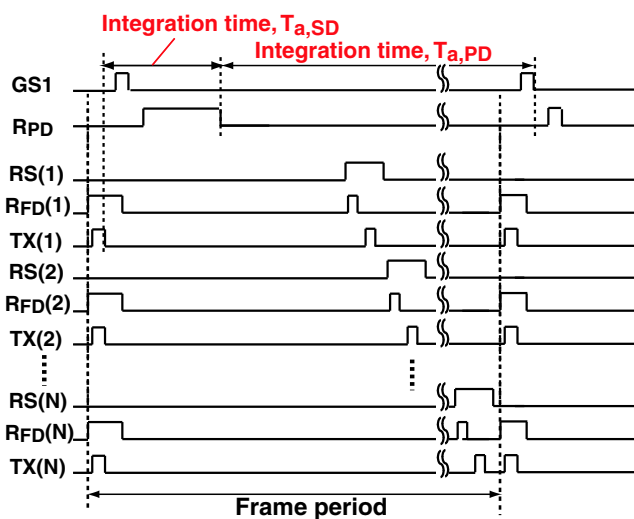 Integration time, Ta,SD
Integration time, Ta,PD
GS1
RPD
RS(1)
RFD(1)
TX(1)
RS(2)
RFD(2)
TX(2)
RS(N)
RFD(N)
TX(N)
Frame period